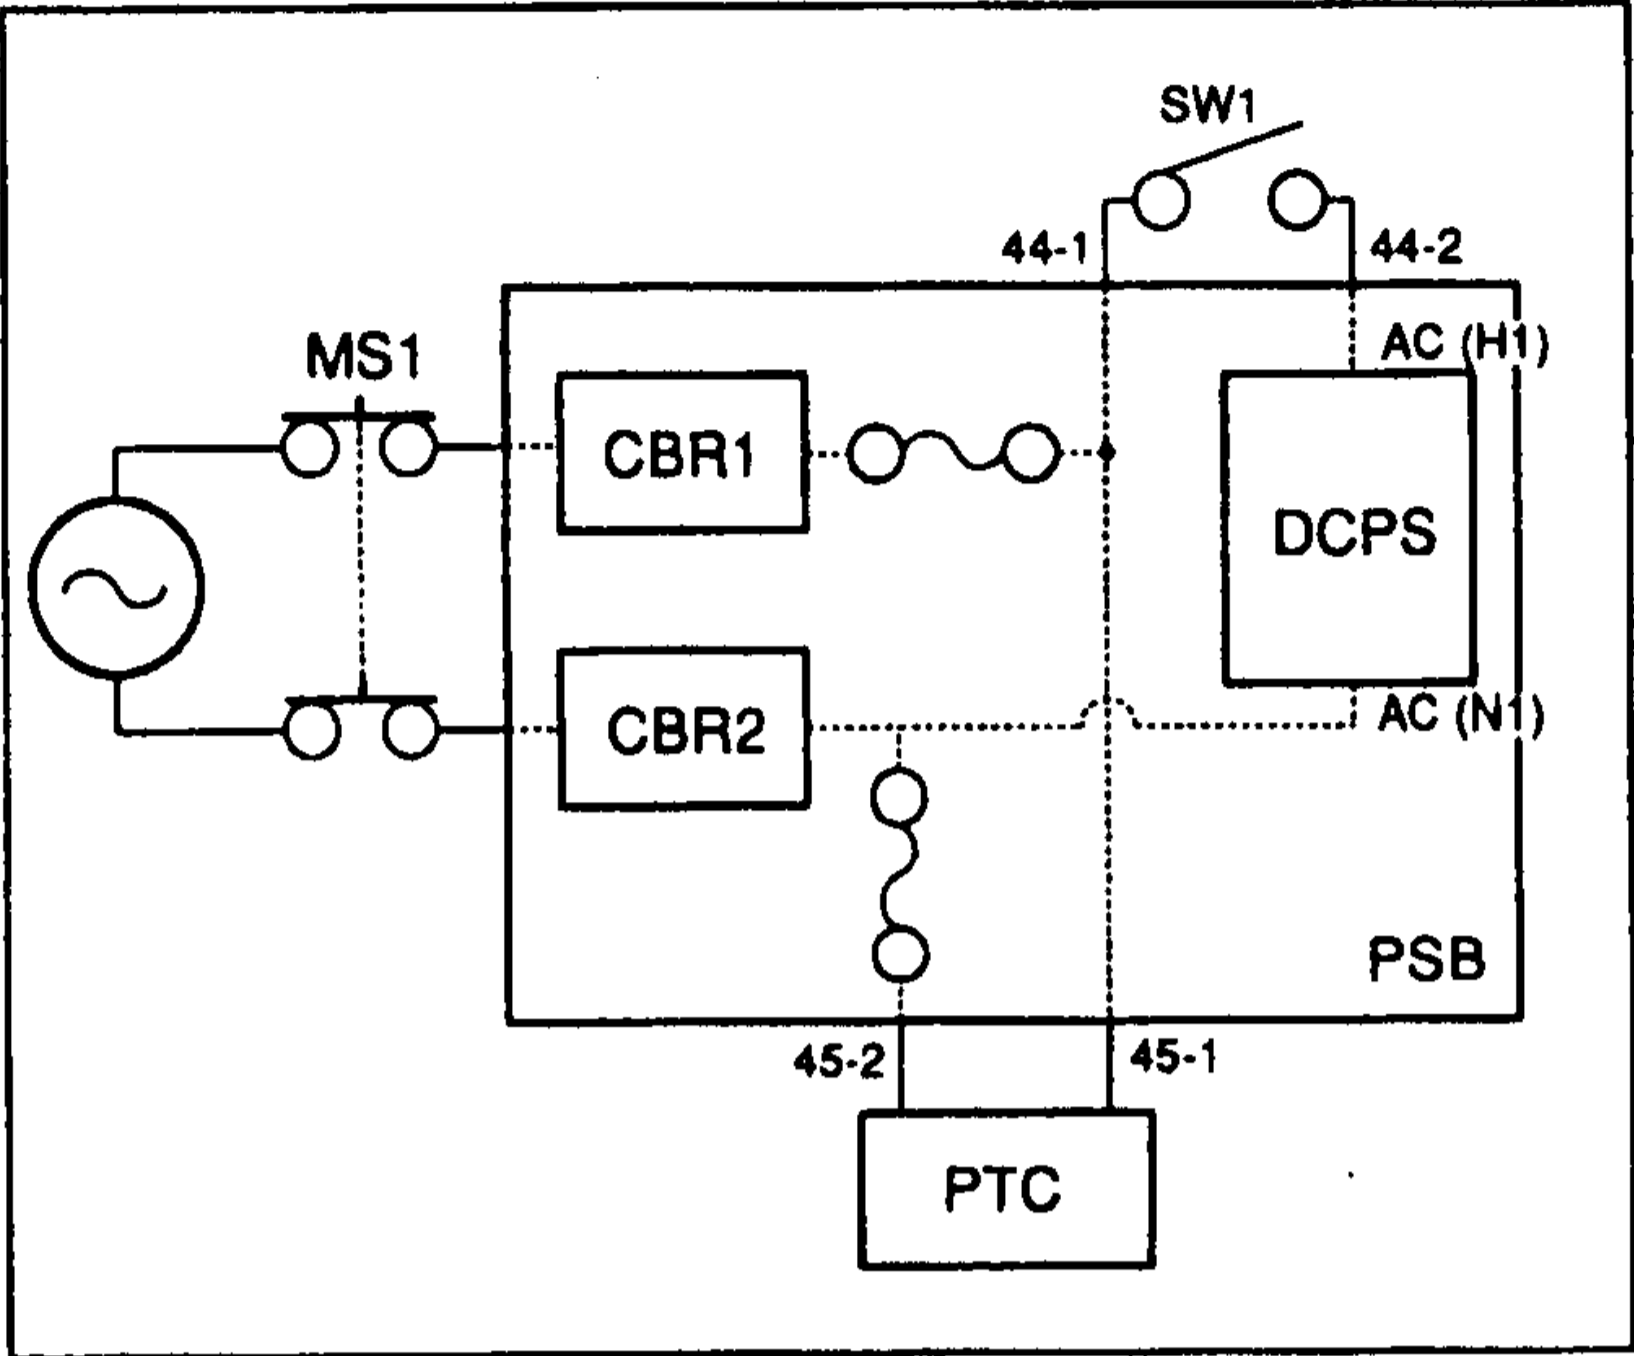 SW1
44-1
44-2
MS1
AC (H1)
CBR1
DCPS
CBR2
AC (N1)
PSB
45-2
45-1
PTC